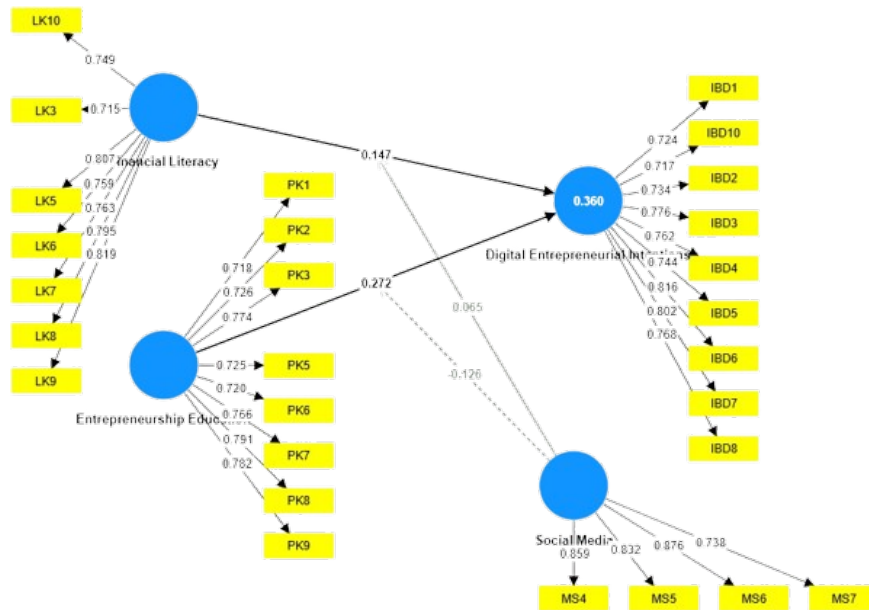 LK10
0.749
LK3
0.715
Financial Literacy
0.807
0.759
0.763
0.795
0.819
LK5
LK6
LK7
LK8
LK9
PK1
PK2
PK3
0.718
0.726
0.774
0.725
0.720
0.766
0.791
0.782
Entrepreneurship Educa
PK5
PK6
PK7
PK8
PK9
0.147
0.272
0.065
-0.126
0.360
Digital Entrepreneurial Intentions
0.724
0.717
0.734
0.776
0.762
0.744
0.816
0.802
0.768
IBD1
IBD10
IBD2
IBD3
IBD4
IBD5
IBD6
IBD7
IBD8
Social Media
0.859
0.832
0.876
0.738
MS4
MS5
MS6
MS7